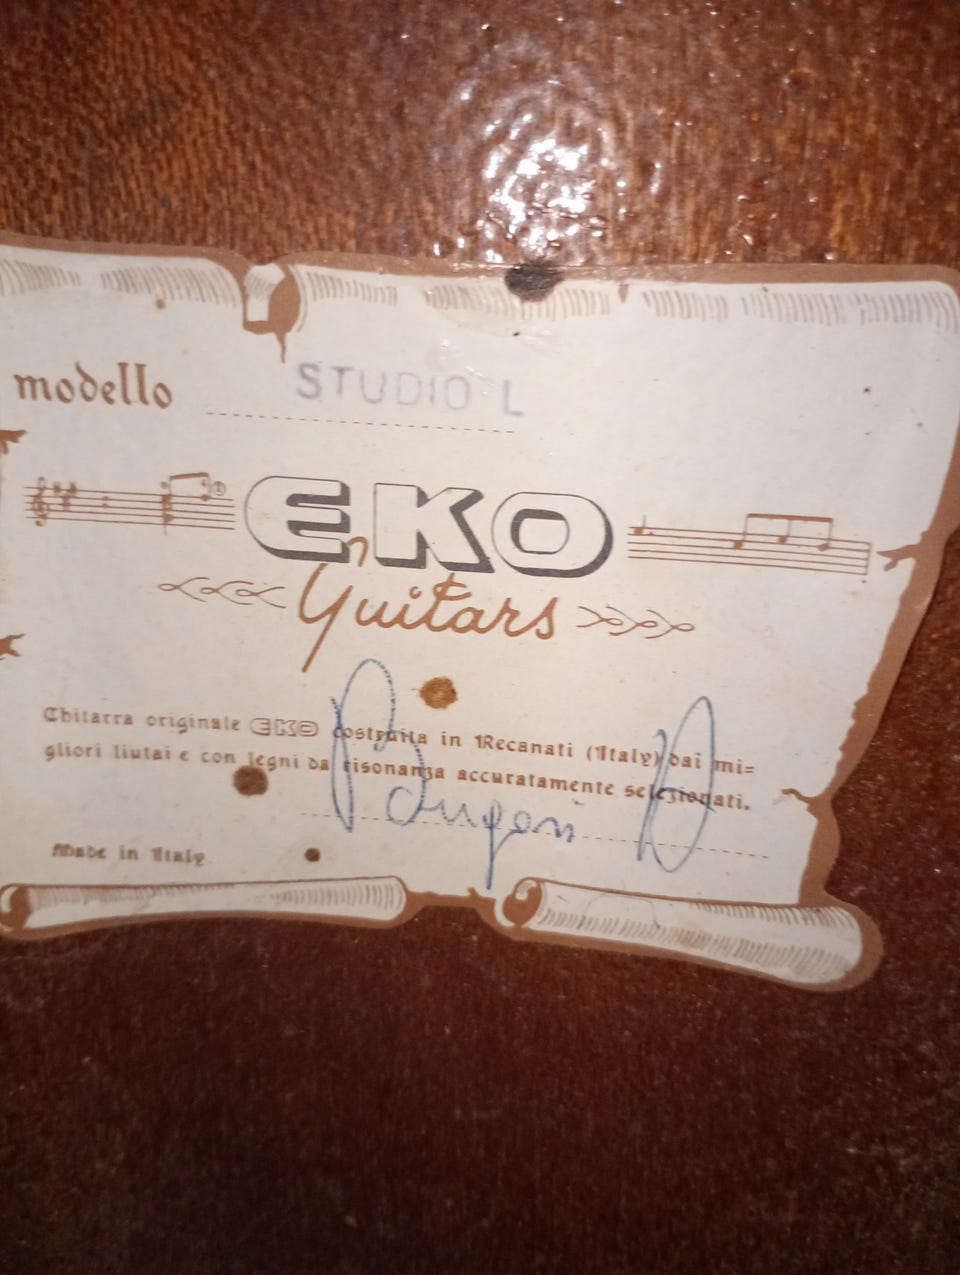 modello STUDIO L
EKO
Guitars
Chitarra originale EKO costruita in Recanati (Italy) dai mi=
gliori liutai e con legni da risonanza accuratamente selezionati.
Made in Italy